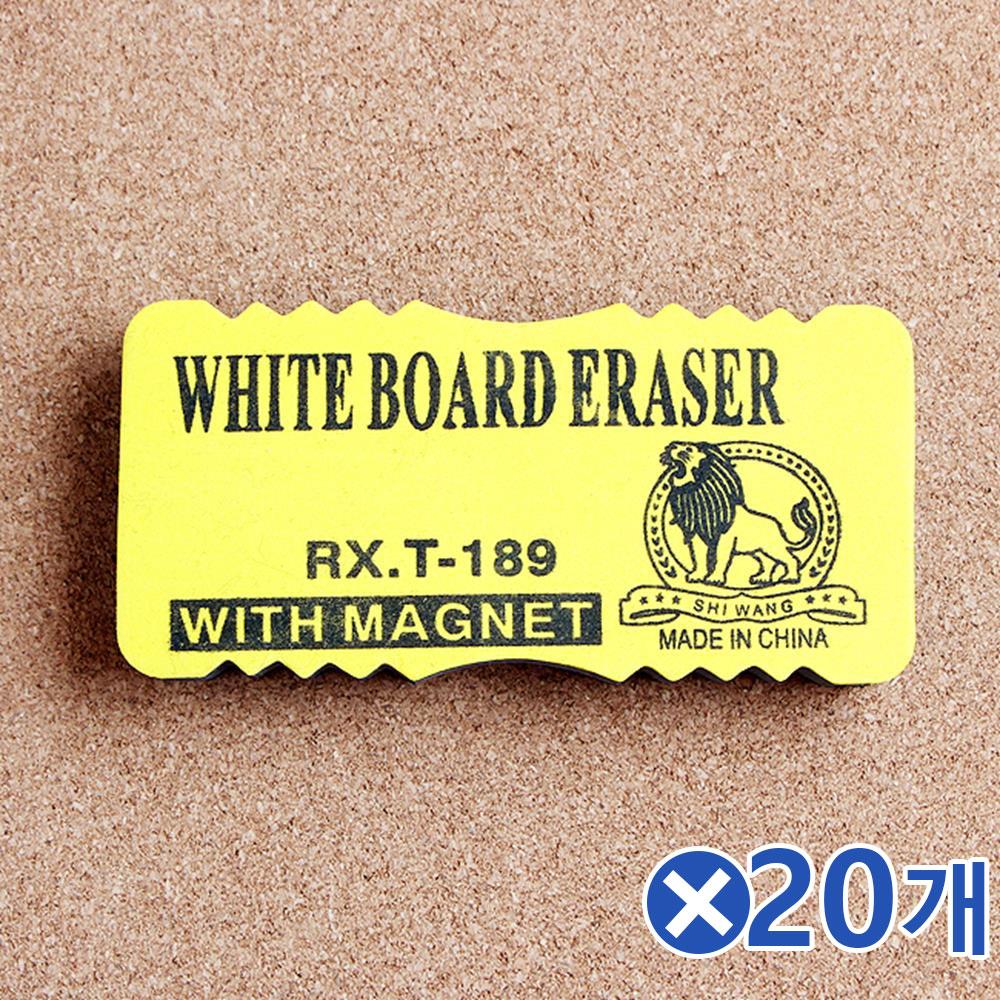 WHITE BOARD ERASER
RX.T-189
WITH MAGNET
SHI WANG
MADE IN CHINA
×20개